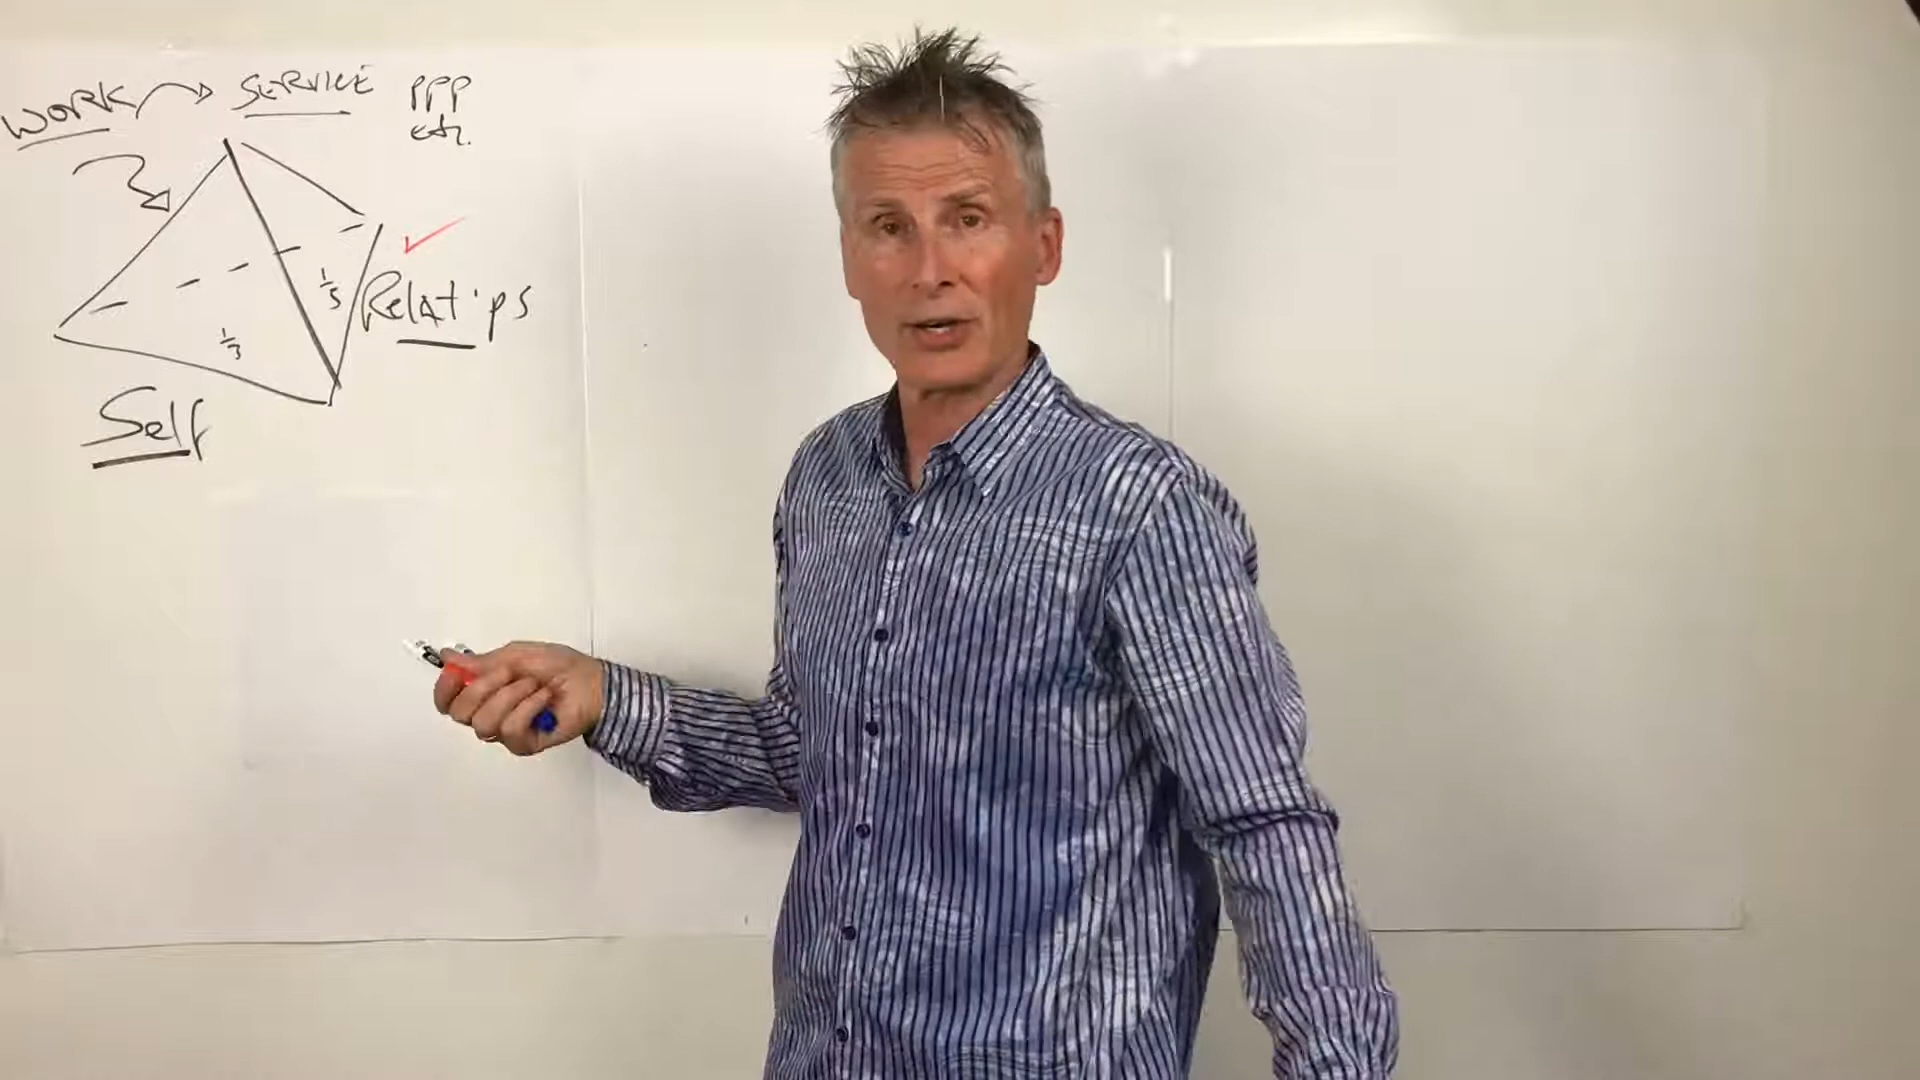 WORK → SERVICE PPP
etc.
1/3
Relat'ps
1/3
Self